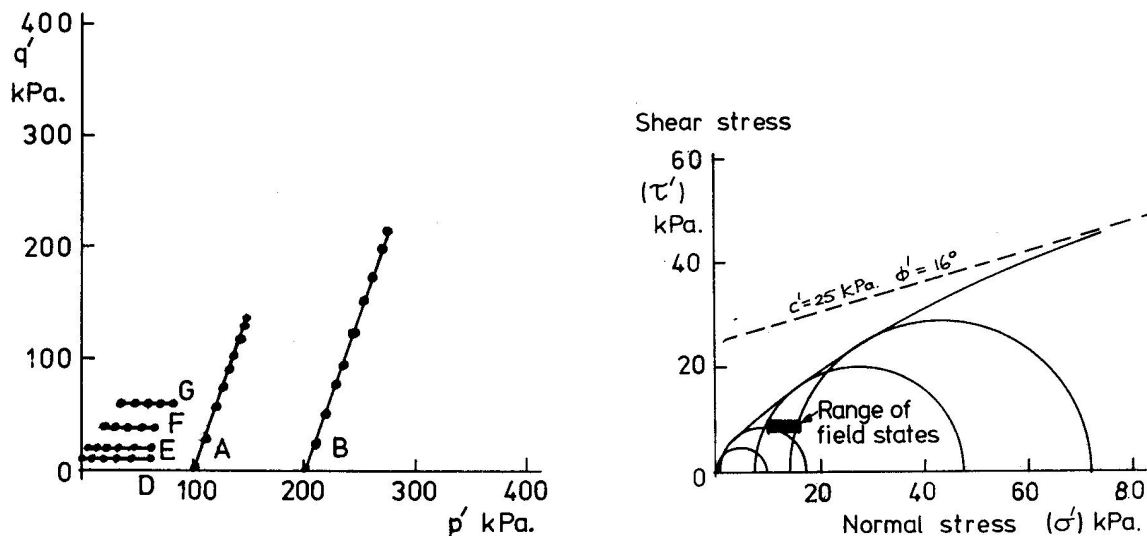 400
q'
kPa.
300
200
100
0
G
F
E
D
A
B
100
200
300
400
p' kPa.
Shear stress
60
(τ')
kPa.
40
20
0
c'=25 kPa. ϕ'=16°
Range of
field states
0
20
40
60
80
Normal stress (σ') kPa.